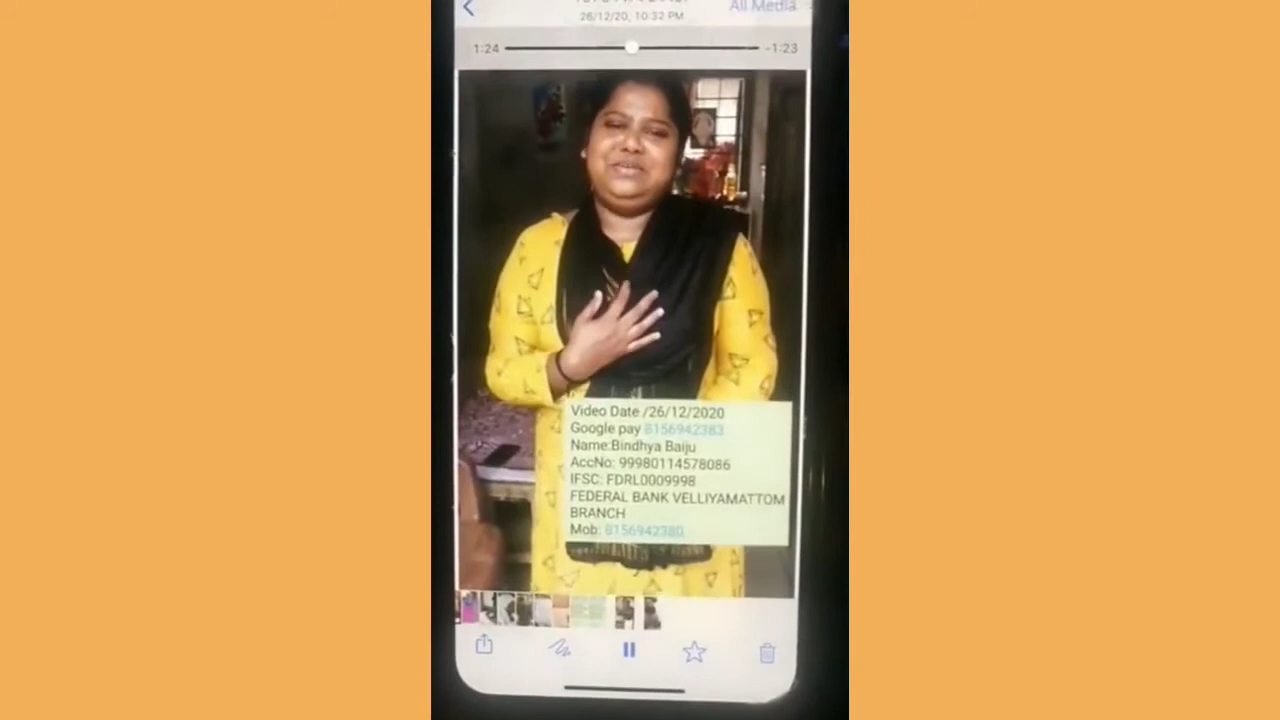 26/12/20, 10:32 PM
All Media
1:24
-1:23
Video Date /26/12/2020
Google pay 8156942383
Name:Bindhya Baiju
AccNo: 99980114578086
IFSC: FDRL0009998
FEDERAL BANK VELLIYAMATTOM
BRANCH
Mob: 8156942380